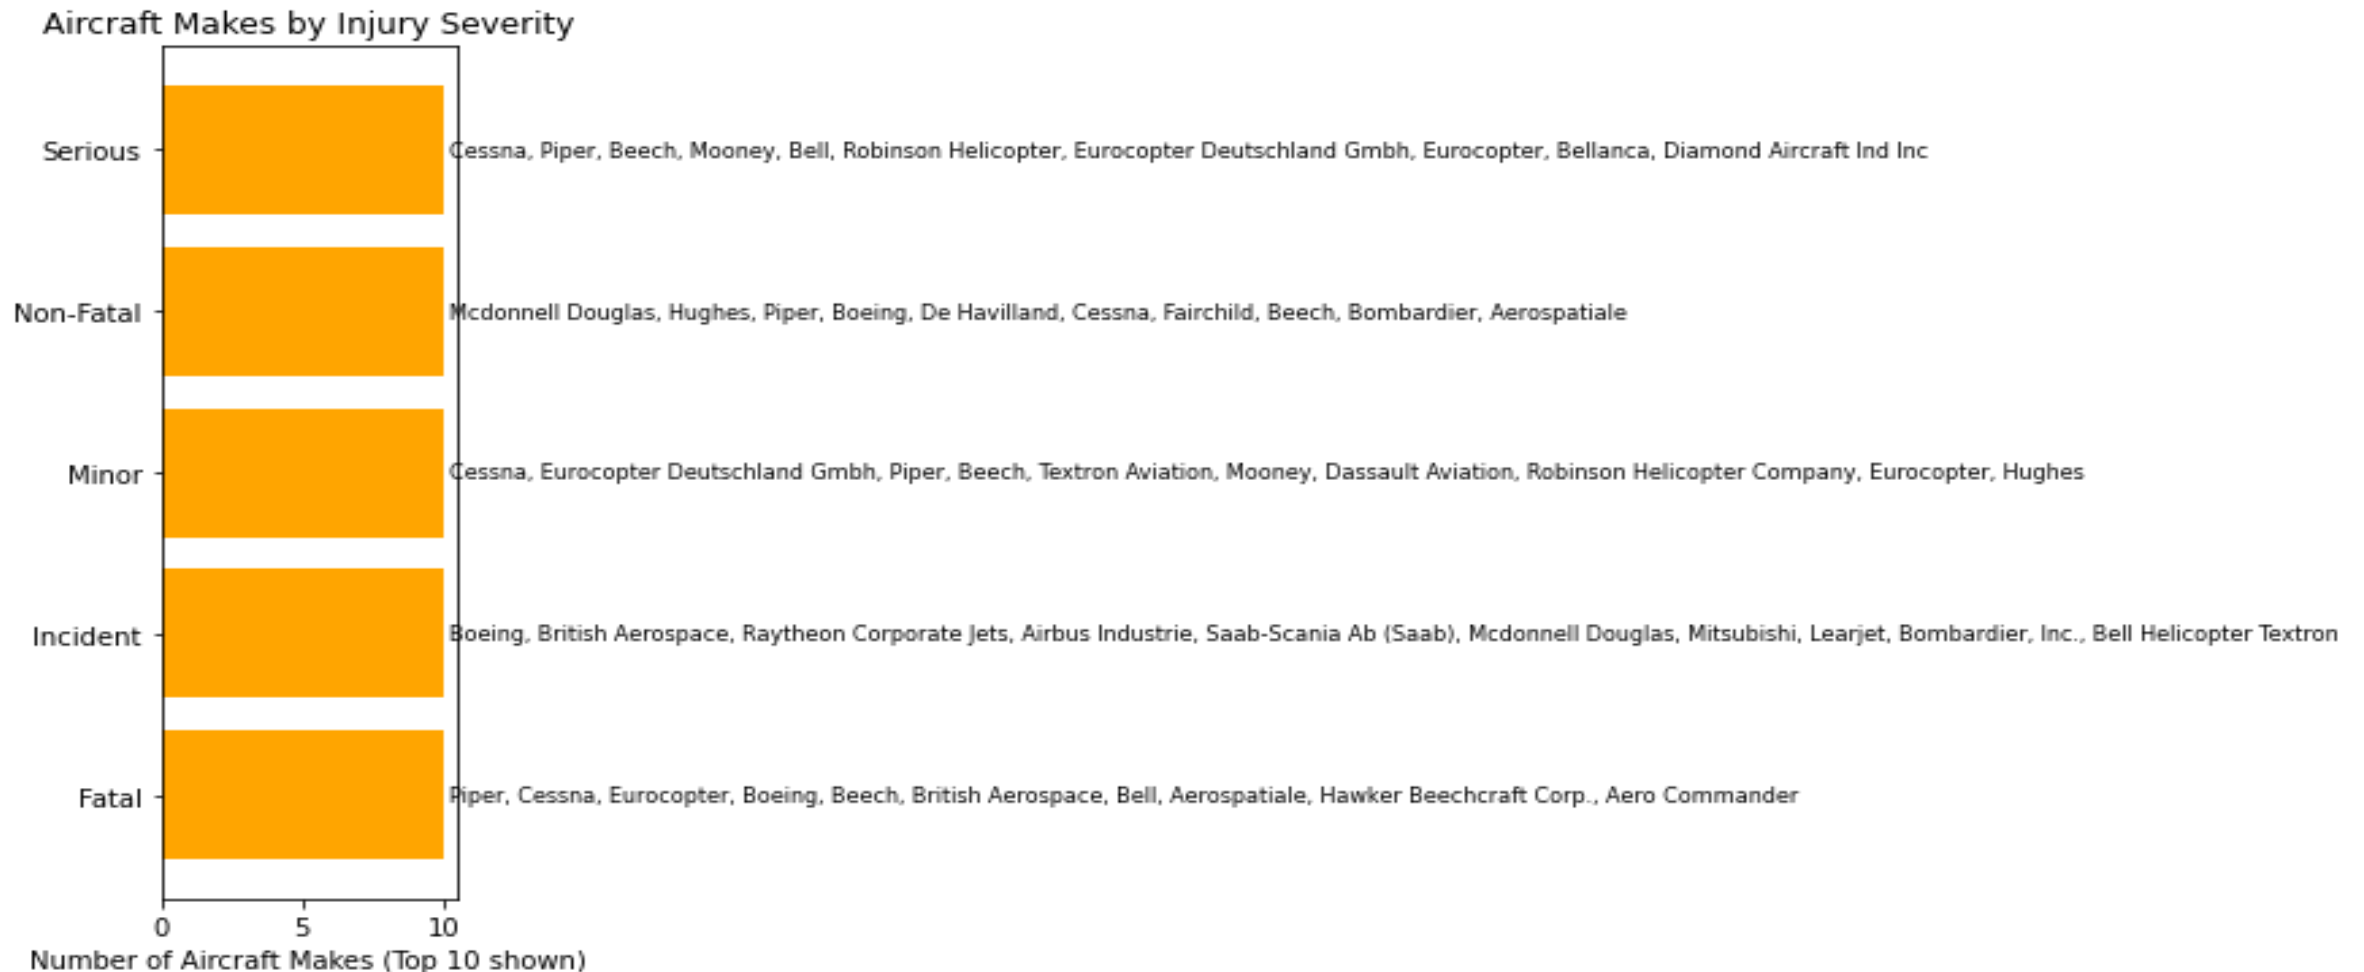 Aircraft Makes by Injury Severity
Serious
Cessna, Piper, Beech, Mooney, Bell, Robinson Helicopter, Eurocopter Deutschland Gmbh, Eurocopter, Bellanca, Diamond Aircraft Ind Inc
Non-Fatal
Mcdonnell Douglas, Hughes, Piper, Boeing, De Havilland, Cessna, Fairchild, Beech, Bombardier, Aerospatiale
Minor
Cessna, Eurocopter Deutschland Gmbh, Piper, Beech, Textron Aviation, Mooney, Dassault Aviation, Robinson Helicopter Company, Eurocopter, Hughes
Incident
Boeing, British Aerospace, Raytheon Corporate Jets, Airbus Industrie, Saab-Scania Ab (Saab), Mcdonnell Douglas, Mitsubishi, Learjet, Bombardier, Inc., Bell Helicopter Textron
Fatal
Piper, Cessna, Eurocopter, Boeing, Beech, British Aerospace, Bell, Aerospatiale, Hawker Beechcraft Corp., Aero Commander
0 5 10
Number of Aircraft Makes (Top 10 shown)